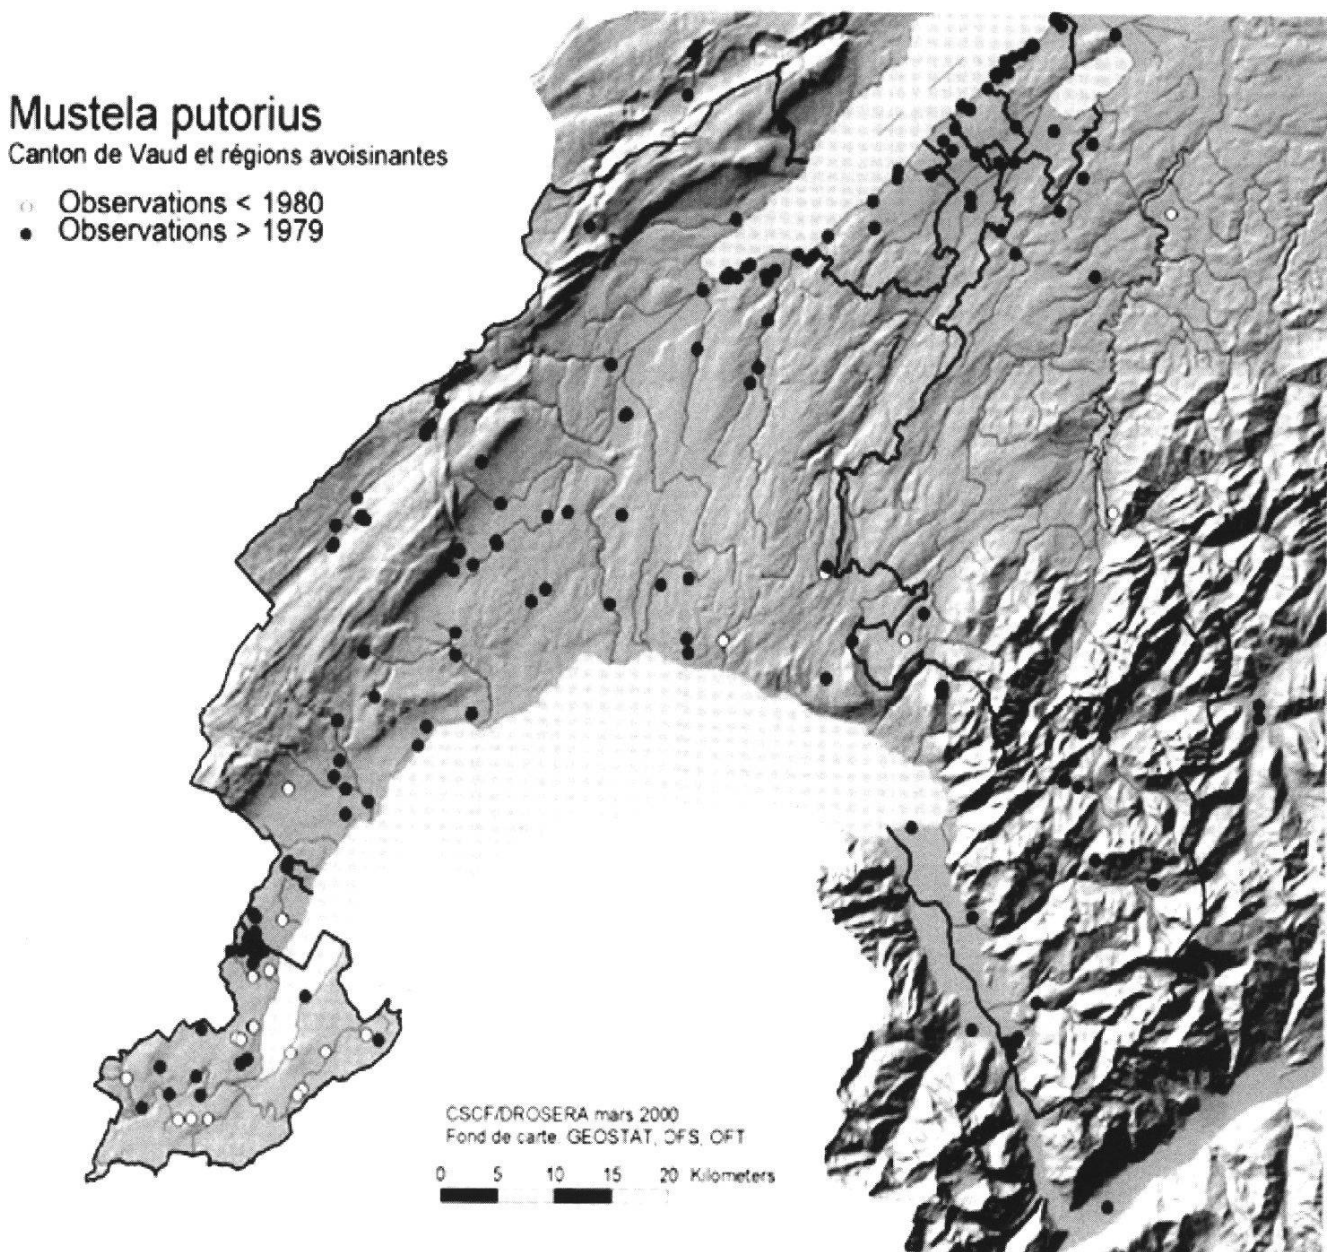 Mustela putorius
Canton de Vaud et régions avoisinantes
○ Observations < 1980
● Observations > 1979
CSCF/DROSERA mars 2000
Fond de carte: GEOSTAT, OFS, OFT
0 5 10 15 20 Kilometers